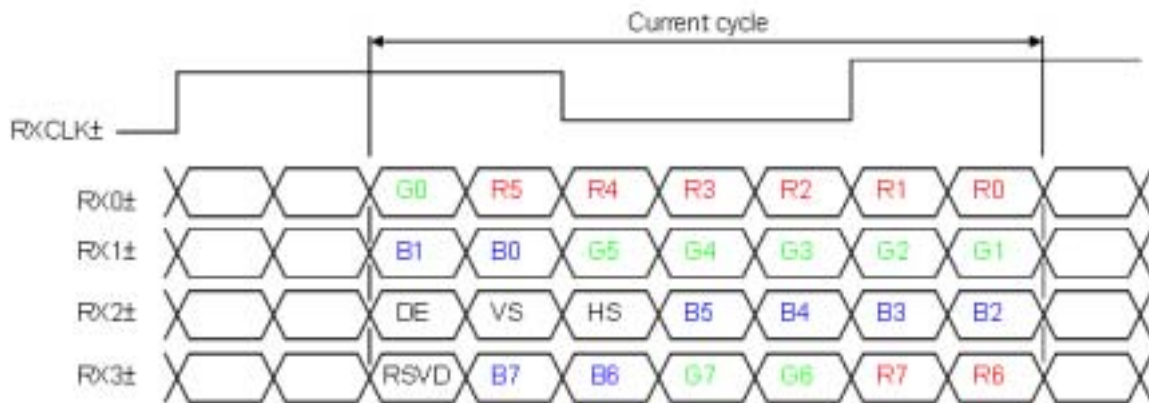 Current cycle
RXCLK±
RX0± G0 R5 R4 R3 R2 R1 R0
RX1± B1 B0 G5 G4 G3 G2 G1
RX2± DE VS HS B5 B4 B3 B2
RX3± RSVD B7 B6 G7 G6 R7 R6